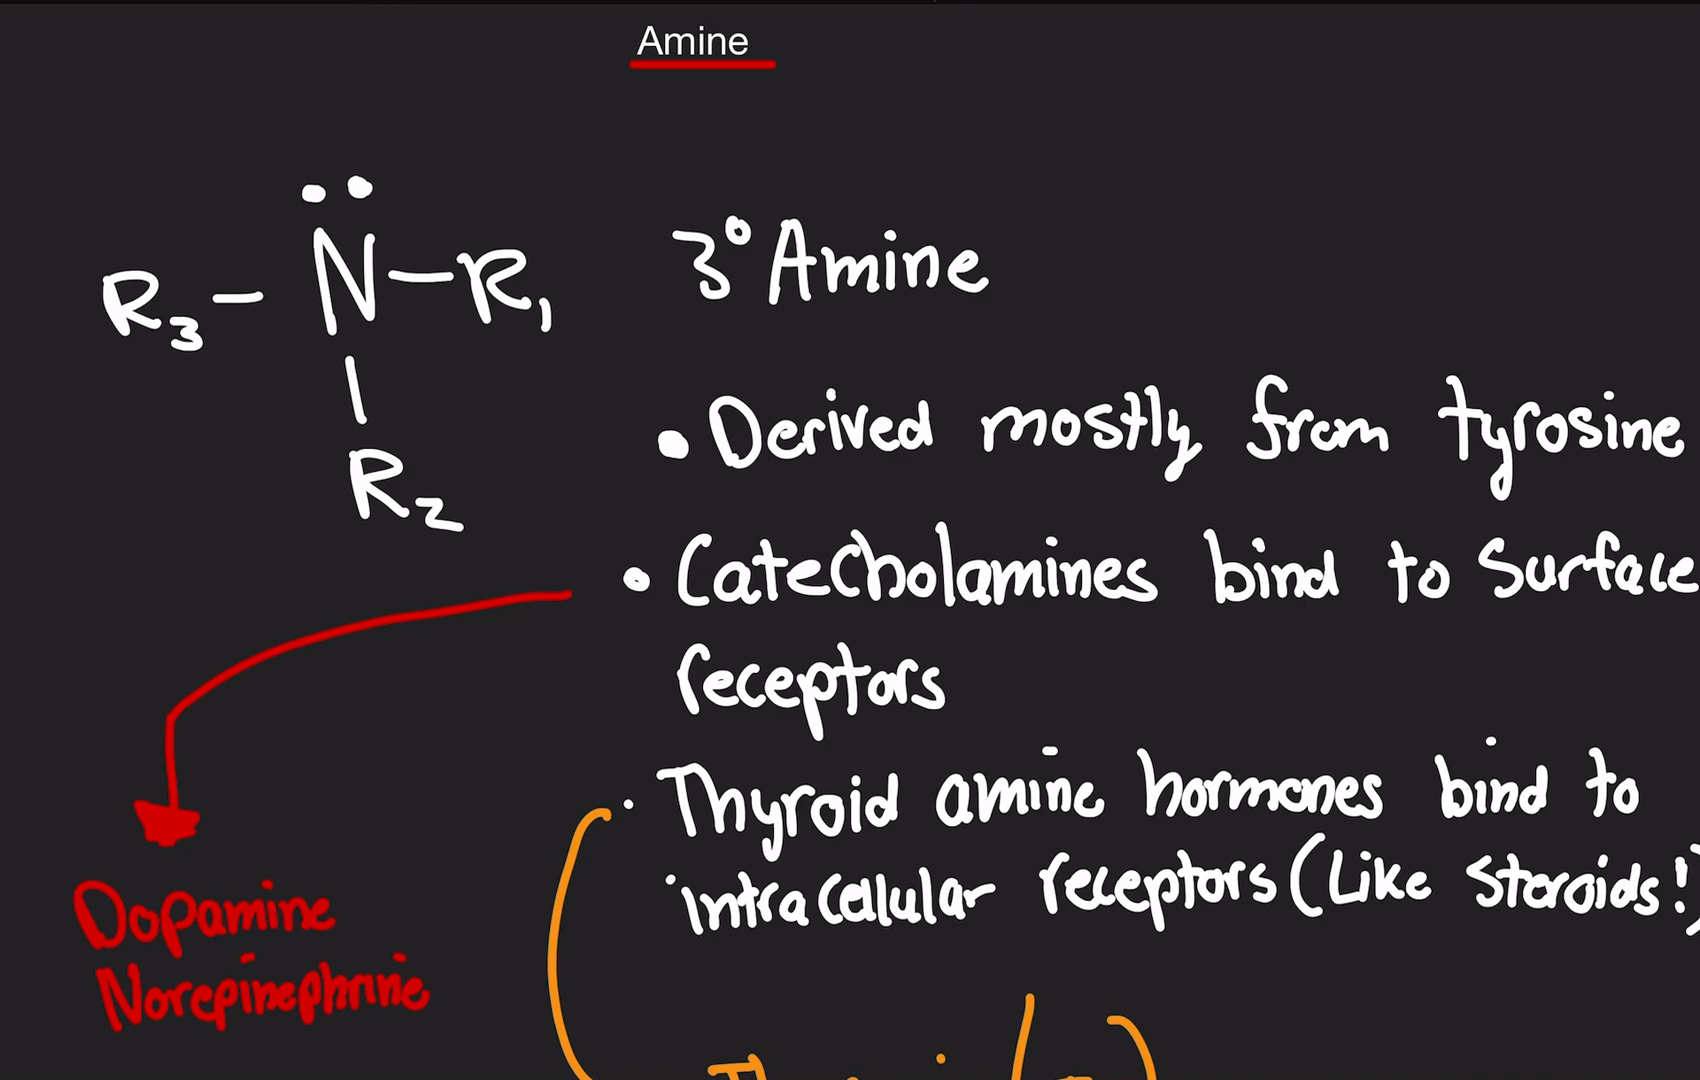 Amine
R3-N-R1
R2
3° Amine
• Derived mostly from tyrosine
• Catecholamines bind to Surface
receptors
• Thyroid amine hormones bind to
intracellular receptors (Like Steroids!)
Dopamine
Norepinephrine